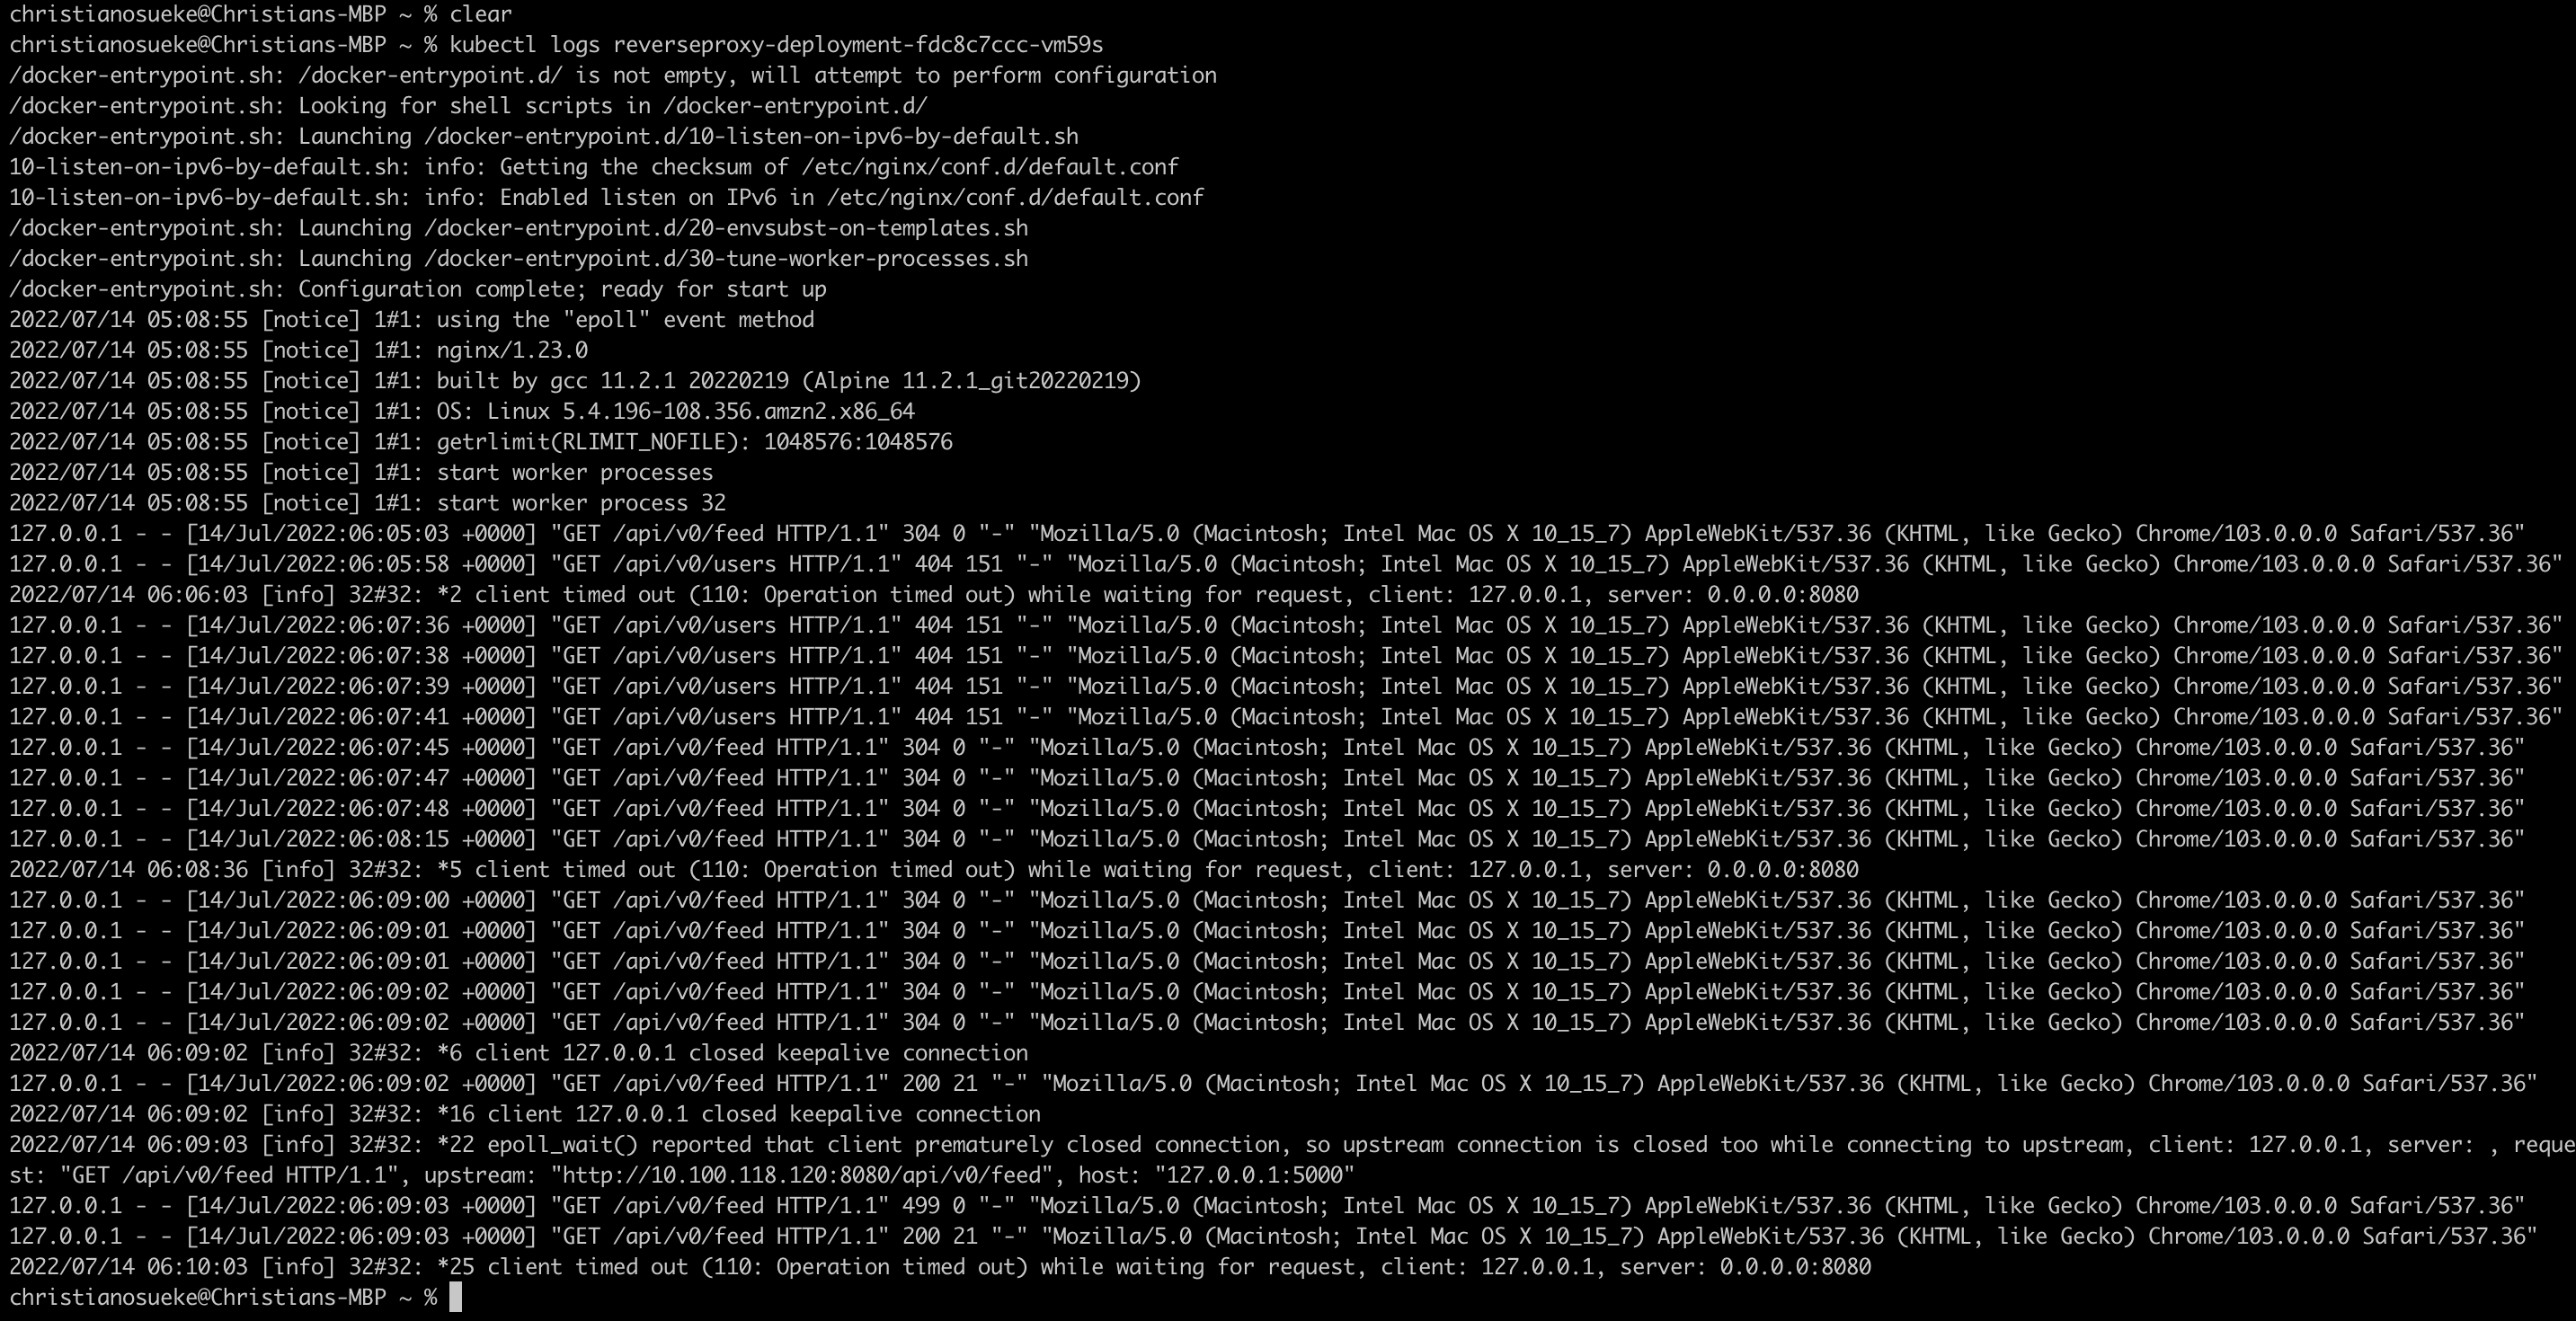 christianosueke@Christians-MBP ~ % clear
christianosueke@Christians-MBP ~ % kubectl logs reverseproxy-deployment-fdc8c7ccc-vm59s
/docker-entrypoint.sh: /docker-entrypoint.d/ is not empty, will attempt to perform configuration
/docker-entrypoint.sh: Looking for shell scripts in /docker-entrypoint.d/
/docker-entrypoint.sh: Launching /docker-entrypoint.d/10-listen-on-ipv6-by-default.sh
10-listen-on-ipv6-by-default.sh: info: Getting the checksum of /etc/nginx/conf.d/default.conf
10-listen-on-ipv6-by-default.sh: info: Enabled listen on IPv6 in /etc/nginx/conf.d/default.conf
/docker-entrypoint.sh: Launching /docker-entrypoint.d/20-envsubst-on-templates.sh
/docker-entrypoint.sh: Launching /docker-entrypoint.d/30-tune-worker-processes.sh
/docker-entrypoint.sh: Configuration complete; ready for start up
2022/07/14 05:08:55 [notice] 1#1: using the "epoll" event method
2022/07/14 05:08:55 [notice] 1#1: nginx/1.23.0
2022/07/14 05:08:55 [notice] 1#1: built by gcc 11.2.1 20220219 (Alpine 11.2.1_git20220219)
2022/07/14 05:08:55 [notice] 1#1: OS: Linux 5.4.196-108.356.amzn2.x86_64
2022/07/14 05:08:55 [notice] 1#1: getrlimit(RLIMIT_NOFILE): 1048576:1048576
2022/07/14 05:08:55 [notice] 1#1: start worker processes
2022/07/14 05:08:55 [notice] 1#1: start worker process 32
127.0.0.1 - - [14/Jul/2022:06:05:03 +0000] "GET /api/v0/feed HTTP/1.1" 304 0 "-" "Mozilla/5.0 (Macintosh; Intel Mac OS X 10_15_7) AppleWebKit/537.36 (KHTML, like Gecko) Chrome/103.0.0.0 Safari/537.36"
127.0.0.1 - - [14/Jul/2022:06:05:58 +0000] "GET /api/v0/users HTTP/1.1" 404 151 "-" "Mozilla/5.0 (Macintosh; Intel Mac OS X 10_15_7) AppleWebKit/537.36 (KHTML, like Gecko) Chrome/103.0.0.0 Safari/537.36"
2022/07/14 06:06:03 [info] 32#32: *2 client timed out (110: Operation timed out) while waiting for request, client: 127.0.0.1, server: 0.0.0.0:8080
127.0.0.1 - - [14/Jul/2022:06:07:36 +0000] "GET /api/v0/users HTTP/1.1" 404 151 "-" "Mozilla/5.0 (Macintosh; Intel Mac OS X 10_15_7) AppleWebKit/537.36 (KHTML, like Gecko) Chrome/103.0.0.0 Safari/537.36"
127.0.0.1 - - [14/Jul/2022:06:07:38 +0000] "GET /api/v0/users HTTP/1.1" 404 151 "-" "Mozilla/5.0 (Macintosh; Intel Mac OS X 10_15_7) AppleWebKit/537.36 (KHTML, like Gecko) Chrome/103.0.0.0 Safari/537.36"
127.0.0.1 - - [14/Jul/2022:06:07:39 +0000] "GET /api/v0/users HTTP/1.1" 404 151 "-" "Mozilla/5.0 (Macintosh; Intel Mac OS X 10_15_7) AppleWebKit/537.36 (KHTML, like Gecko) Chrome/103.0.0.0 Safari/537.36"
127.0.0.1 - - [14/Jul/2022:06:07:41 +0000] "GET /api/v0/users HTTP/1.1" 404 151 "-" "Mozilla/5.0 (Macintosh; Intel Mac OS X 10_15_7) AppleWebKit/537.36 (KHTML, like Gecko) Chrome/103.0.0.0 Safari/537.36"
127.0.0.1 - - [14/Jul/2022:06:07:45 +0000] "GET /api/v0/feed HTTP/1.1" 304 0 "-" "Mozilla/5.0 (Macintosh; Intel Mac OS X 10_15_7) AppleWebKit/537.36 (KHTML, like Gecko) Chrome/103.0.0.0 Safari/537.36"
127.0.0.1 - - [14/Jul/2022:06:07:47 +0000] "GET /api/v0/feed HTTP/1.1" 304 0 "-" "Mozilla/5.0 (Macintosh; Intel Mac OS X 10_15_7) AppleWebKit/537.36 (KHTML, like Gecko) Chrome/103.0.0.0 Safari/537.36"
127.0.0.1 - - [14/Jul/2022:06:07:48 +0000] "GET /api/v0/feed HTTP/1.1" 304 0 "-" "Mozilla/5.0 (Macintosh; Intel Mac OS X 10_15_7) AppleWebKit/537.36 (KHTML, like Gecko) Chrome/103.0.0.0 Safari/537.36"
127.0.0.1 - - [14/Jul/2022:06:08:15 +0000] "GET /api/v0/feed HTTP/1.1" 304 0 "-" "Mozilla/5.0 (Macintosh; Intel Mac OS X 10_15_7) AppleWebKit/537.36 (KHTML, like Gecko) Chrome/103.0.0.0 Safari/537.36"
2022/07/14 06:08:36 [info] 32#32: *5 client timed out (110: Operation timed out) while waiting for request, client: 127.0.0.1, server: 0.0.0.0:8080
127.0.0.1 - - [14/Jul/2022:06:09:00 +0000] "GET /api/v0/feed HTTP/1.1" 304 0 "-" "Mozilla/5.0 (Macintosh; Intel Mac OS X 10_15_7) AppleWebKit/537.36 (KHTML, like Gecko) Chrome/103.0.0.0 Safari/537.36"
127.0.0.1 - - [14/Jul/2022:06:09:01 +0000] "GET /api/v0/feed HTTP/1.1" 304 0 "-" "Mozilla/5.0 (Macintosh; Intel Mac OS X 10_15_7) AppleWebKit/537.36 (KHTML, like Gecko) Chrome/103.0.0.0 Safari/537.36"
127.0.0.1 - - [14/Jul/2022:06:09:01 +0000] "GET /api/v0/feed HTTP/1.1" 304 0 "-" "Mozilla/5.0 (Macintosh; Intel Mac OS X 10_15_7) AppleWebKit/537.36 (KHTML, like Gecko) Chrome/103.0.0.0 Safari/537.36"
127.0.0.1 - - [14/Jul/2022:06:09:02 +0000] "GET /api/v0/feed HTTP/1.1" 304 0 "-" "Mozilla/5.0 (Macintosh; Intel Mac OS X 10_15_7) AppleWebKit/537.36 (KHTML, like Gecko) Chrome/103.0.0.0 Safari/537.36"
127.0.0.1 - - [14/Jul/2022:06:09:02 +0000] "GET /api/v0/feed HTTP/1.1" 304 0 "-" "Mozilla/5.0 (Macintosh; Intel Mac OS X 10_15_7) AppleWebKit/537.36 (KHTML, like Gecko) Chrome/103.0.0.0 Safari/537.36"
2022/07/14 06:09:02 [info] 32#32: *6 client 127.0.0.1 closed keepalive connection
127.0.0.1 - - [14/Jul/2022:06:09:02 +0000] "GET /api/v0/feed HTTP/1.1" 200 21 "-" "Mozilla/5.0 (Macintosh; Intel Mac OS X 10_15_7) AppleWebKit/537.36 (KHTML, like Gecko) Chrome/103.0.0.0 Safari/537.36"
2022/07/14 06:09:02 [info] 32#32: *16 client 127.0.0.1 closed keepalive connection
2022/07/14 06:09:03 [info] 32#32: *22 epoll_wait() reported that client prematurely closed connection, so upstream connection is closed too while connecting to upstream, client: 127.0.0.1, server: , reque
st: "GET /api/v0/feed HTTP/1.1", upstream: "http://10.100.118.120:8080/api/v0/feed", host: "127.0.0.1:5000"
127.0.0.1 - - [14/Jul/2022:06:09:03 +0000] "GET /api/v0/feed HTTP/1.1" 499 0 "-" "Mozilla/5.0 (Macintosh; Intel Mac OS X 10_15_7) AppleWebKit/537.36 (KHTML, like Gecko) Chrome/103.0.0.0 Safari/537.36"
127.0.0.1 - - [14/Jul/2022:06:09:03 +0000] "GET /api/v0/feed HTTP/1.1" 200 21 "-" "Mozilla/5.0 (Macintosh; Intel Mac OS X 10_15_7) AppleWebKit/537.36 (KHTML, like Gecko) Chrome/103.0.0.0 Safari/537.36"
2022/07/14 06:10:03 [info] 32#32: *25 client timed out (110: Operation timed out) while waiting for request, client: 127.0.0.1, server: 0.0.0.0:8080
christianosueke@Christians-MBP ~ %